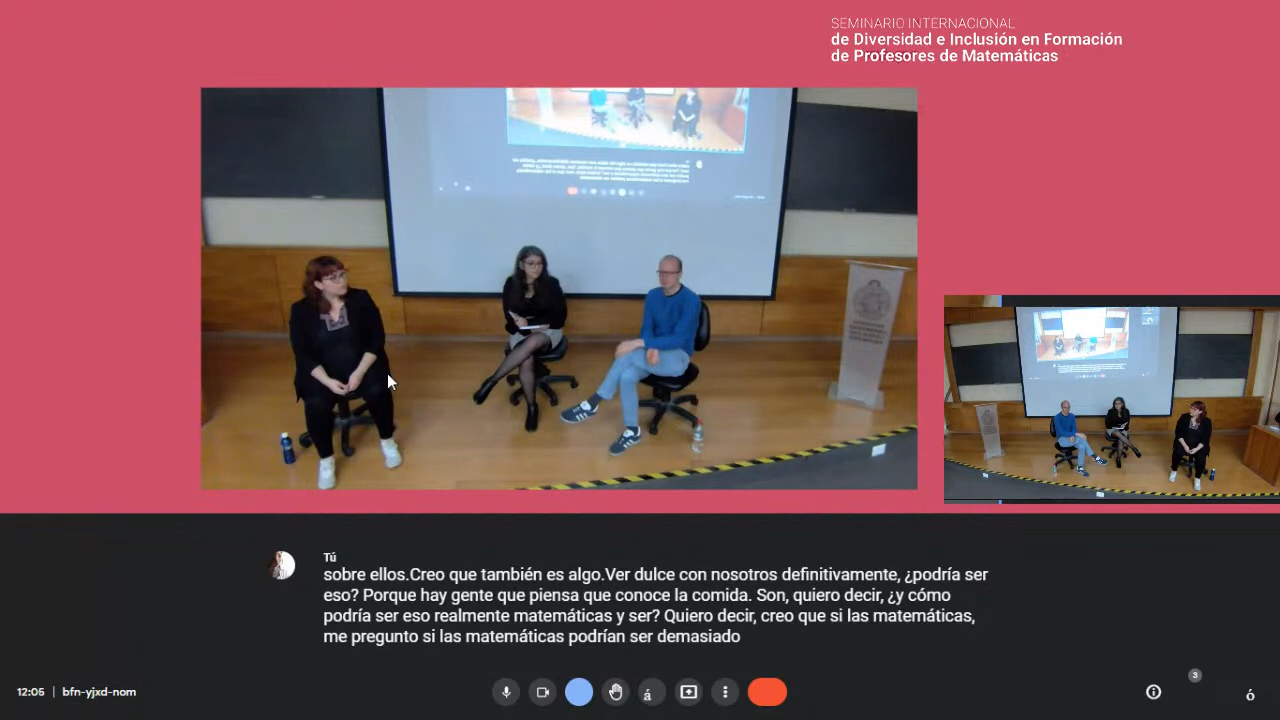 SEMINARIO INTERNACIONAL
de Diversidad e Inclusión en Formación
de Profesores de Matemáticas
Tú
sobre ellos.Creo que también es algo.Ver dulce con nosotros definitivamente, ¿podría ser
eso? Porque hay gente que piensa que conoce la comida. Son, quiero decir, ¿y cómo
podría ser eso realmente matemáticas y ser? Quiero decir, creo que si las matemáticas,
me pregunto si las matemáticas podrían ser demasiado
3
12:05 | bfn-yjxd-nom
á
ó